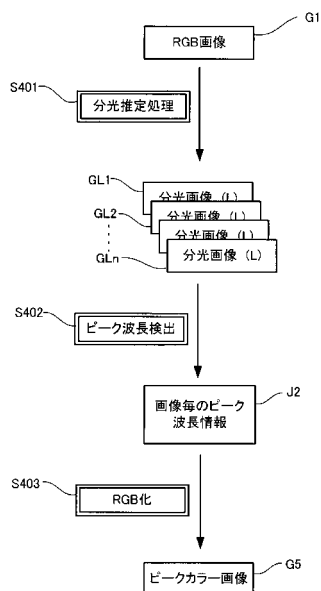 G1
RGB画像
S401
分光推定処理
GL1
分光画像 (L)
GL2
分光画像 (L)
分光画像 (L)
GLn
分光画像 (L)
S402
ピーク波長検出
画像毎のピーク
波長情報
J2
S403
RGB化
G5
ピークカラー画像